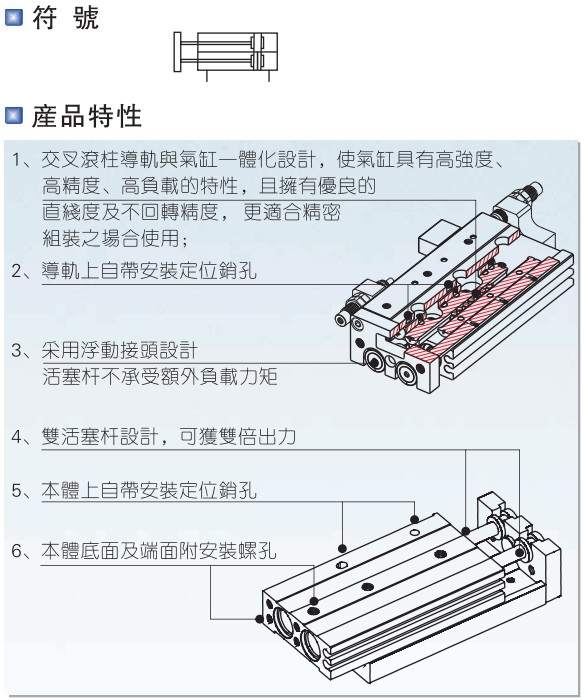 符 號
産品特性
1、交叉滾柱導軌與氣缸一體化設計，使氣缸具有高強度、
高精度、高負載的特性，且擁有優良的
直綫度及不回轉精度，更適合精密
組裝之場合使用；
2、導軌上自帶安裝定位銷孔
3、采用浮動接頭設計
活塞杆不承受額外負載力矩
4、雙活塞杆設計，可獲雙倍出力
5、本體上自帶安裝定位銷孔
6、本體底面及端面附安裝螺孔